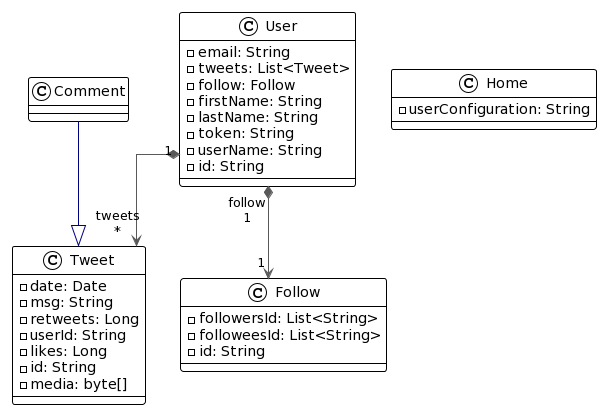 C User
email: String
tweets: List<Tweet>
follow: Follow
firstName: String
lastName: String
token: String
userName: String
id: String
C Comment
C Home
userConfiguration: String
1
tweets
*
follow
1
1
C Tweet
date: Date
msg: String
retweets: Long
userId: String
likes: Long
id: String
media: byte[]
C Follow
followersId: List<String>
followeesId: List<String>
id: String